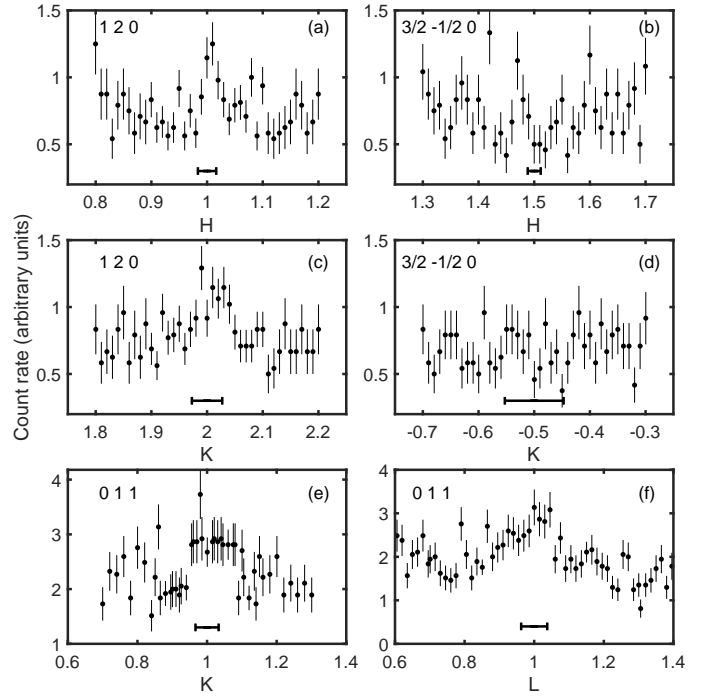 1.5
1
0.5
1 2 0
(a)
0.8 0.9 1 1.1 1.2
H
1.5
1
0.5
3/2 -1/2 0
(b)
1.3 1.4 1.5 1.6 1.7
H
Count rate (arbitrary units)
1.5
1
0.5
1 2 0
(c)
1.8 1.9 2 2.1 2.2
K
1.5
1
0.5
3/2 -1/2 0
(d)
-0.7 -0.6 -0.5 -0.4 -0.3
K
4
3
2
1
0 1 1
(e)
0.6 0.8 1 1.2 1.4
K
4
3
2
1
0
0 1 1
(f)
0.6 0.8 1 1.2 1.4
L